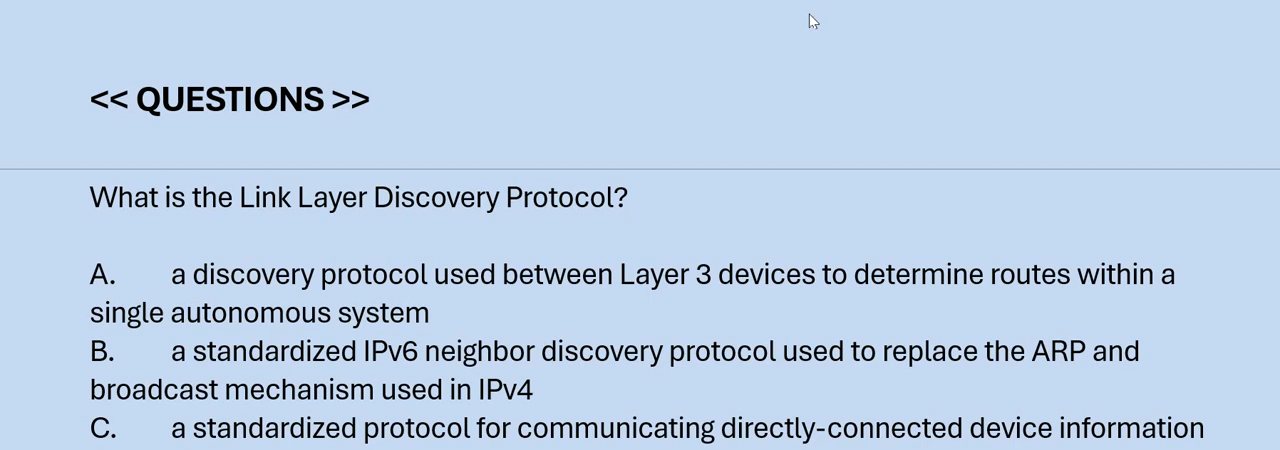 << QUESTIONS >>
What is the Link Layer Discovery Protocol?
A. a discovery protocol used between Layer 3 devices to determine routes within a
single autonomous system
B. a standardized IPv6 neighbor discovery protocol used to replace the ARP and
broadcast mechanism used in IPv4
C. a standardized protocol for communicating directly-connected device information